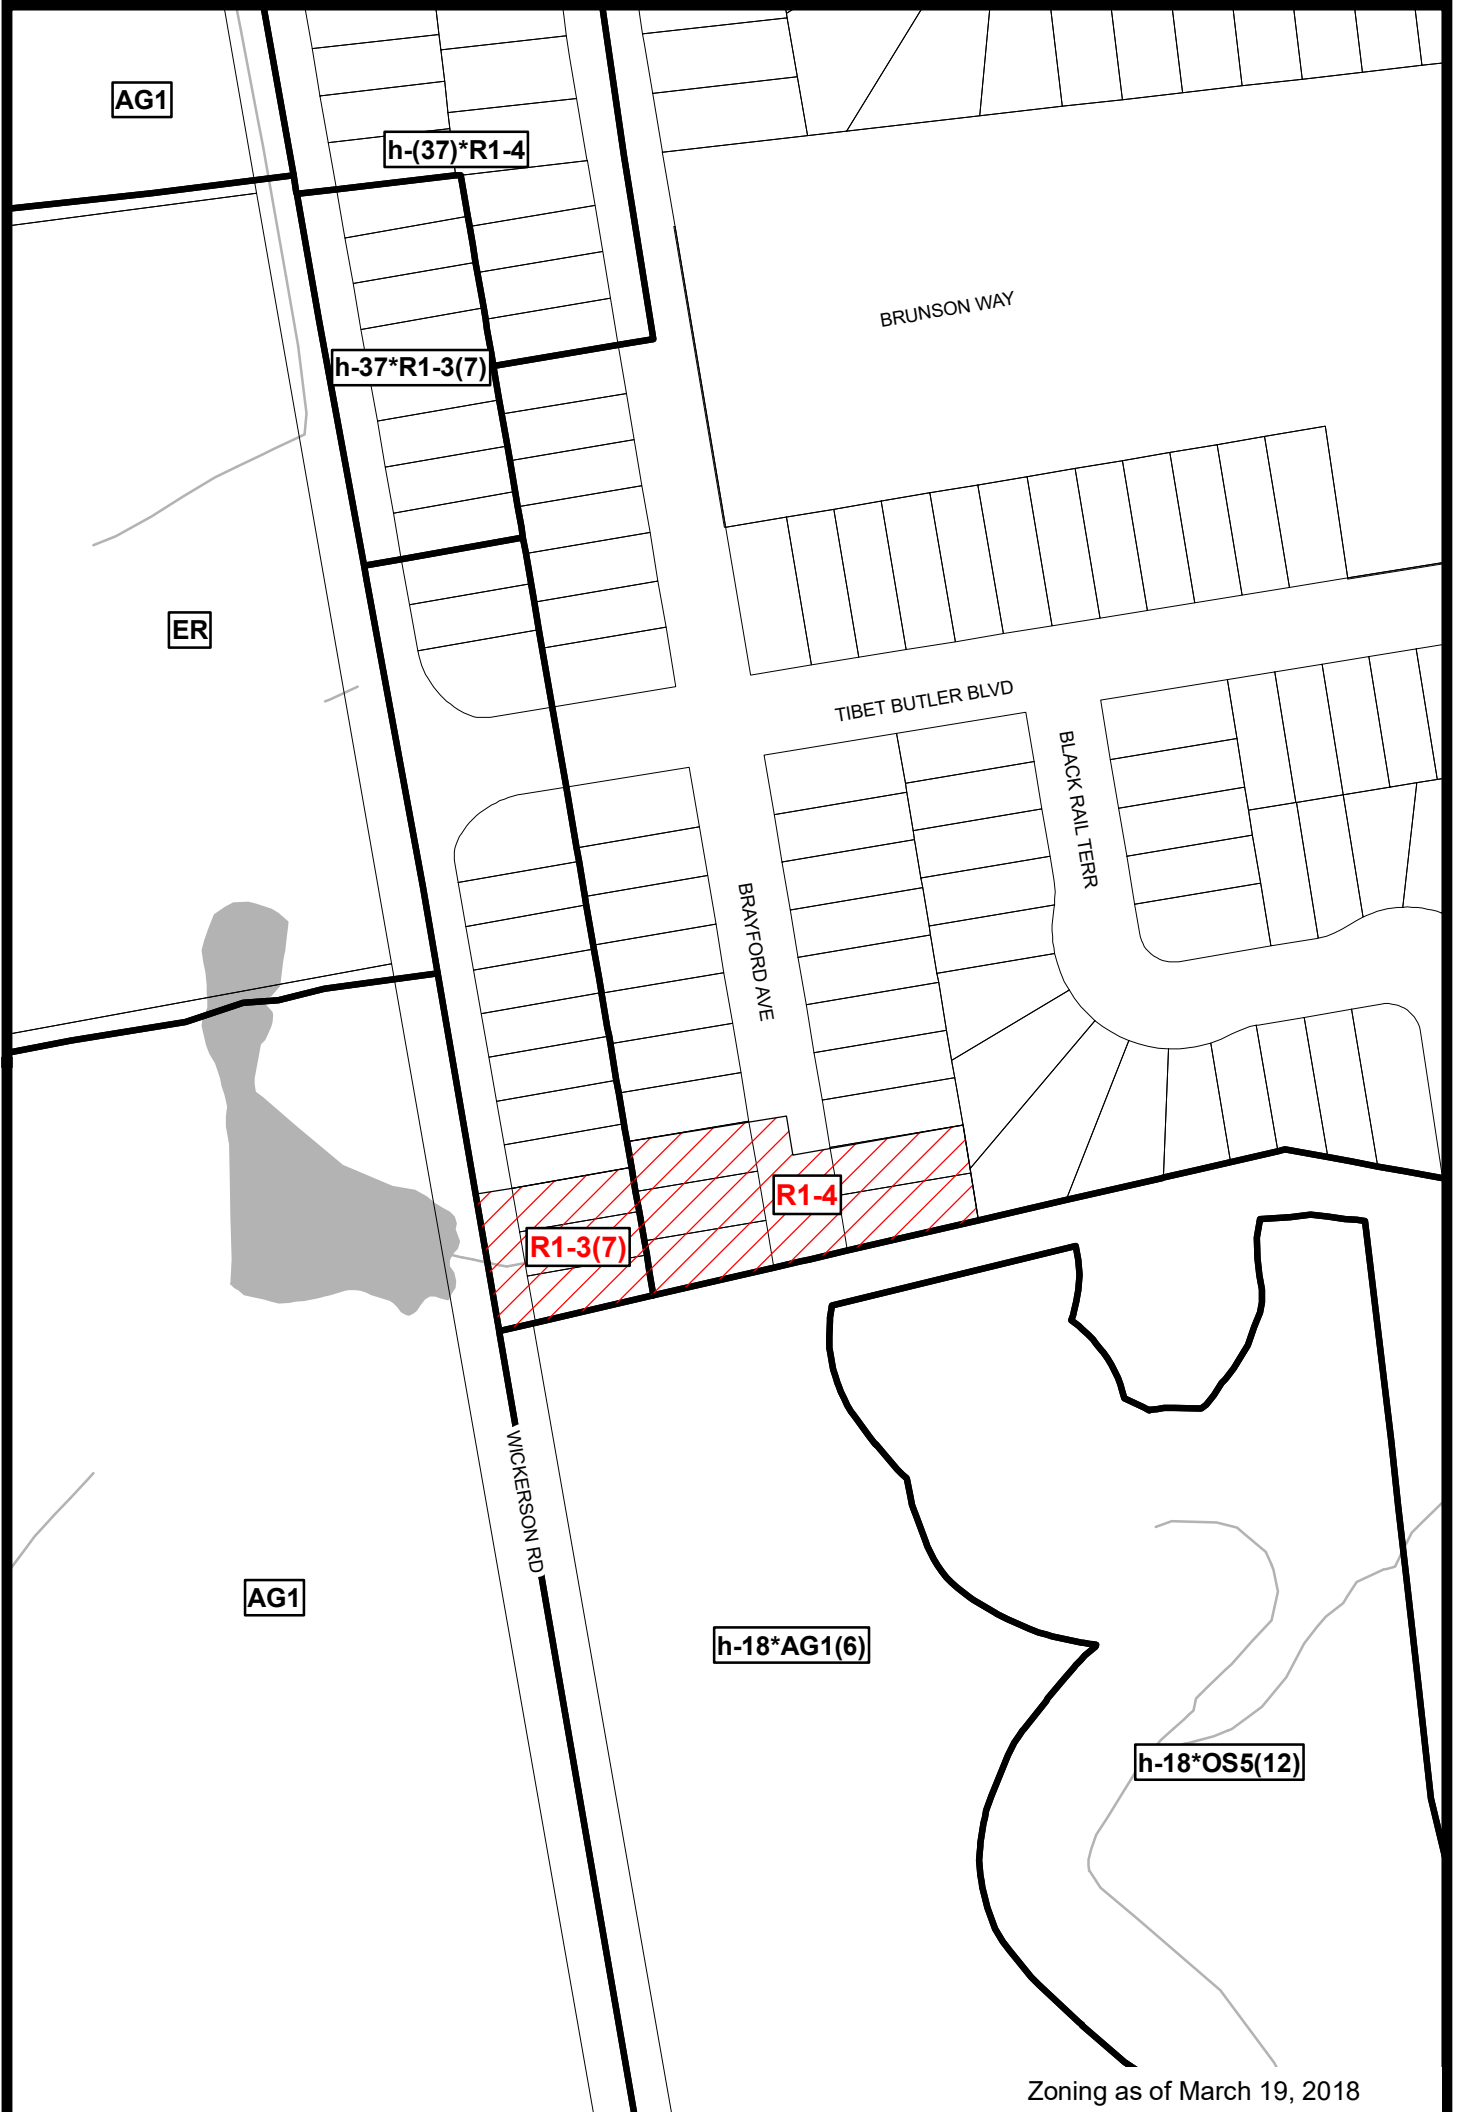 AG1
h-(37)*R1-4
BRUNSON WAY
h-37*R1-3(7)
ER
TIBET BUTLER BLVD
BLACK RAIL TERR
BRAYFORD AVE
R1-4
R1-3(7)
WICKERSON RD
AG1
h-18*AG1(6)
h-18*OS5(12)
Zoning as of March 19, 2018